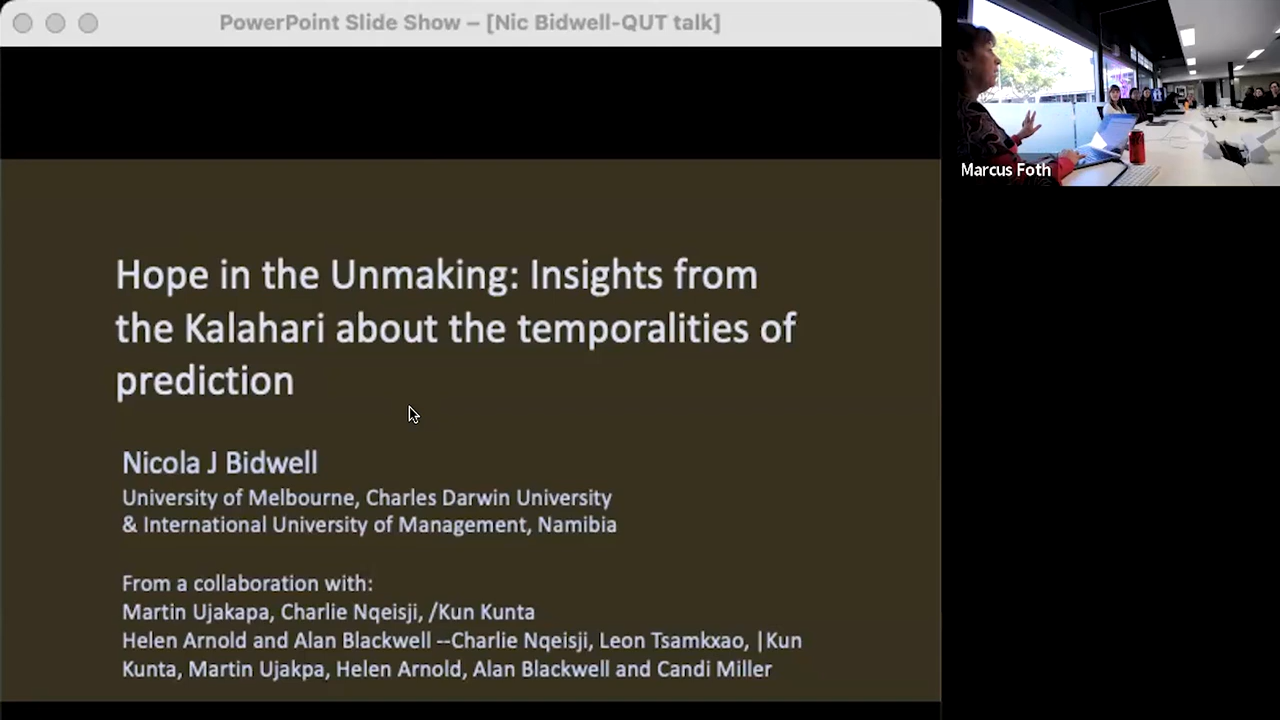 PowerPoint Slide Show – [Nic Bidwell-QUT talk]
Marcus Foth
Hope in the Unmaking: Insights from
the Kalahari about the temporalities of
prediction
Nicola J Bidwell
University of Melbourne, Charles Darwin University
& International University of Management, Namibia
From a collaboration with:
Martin Ujakapa, Charlie Nqeisji, /Kun Kunta
Helen Arnold and Alan Blackwell --Charlie Nqeisji, Leon Tsamkxao, |Kun
Kunta, Martin Ujakpa, Helen Arnold, Alan Blackwell and Candi Miller